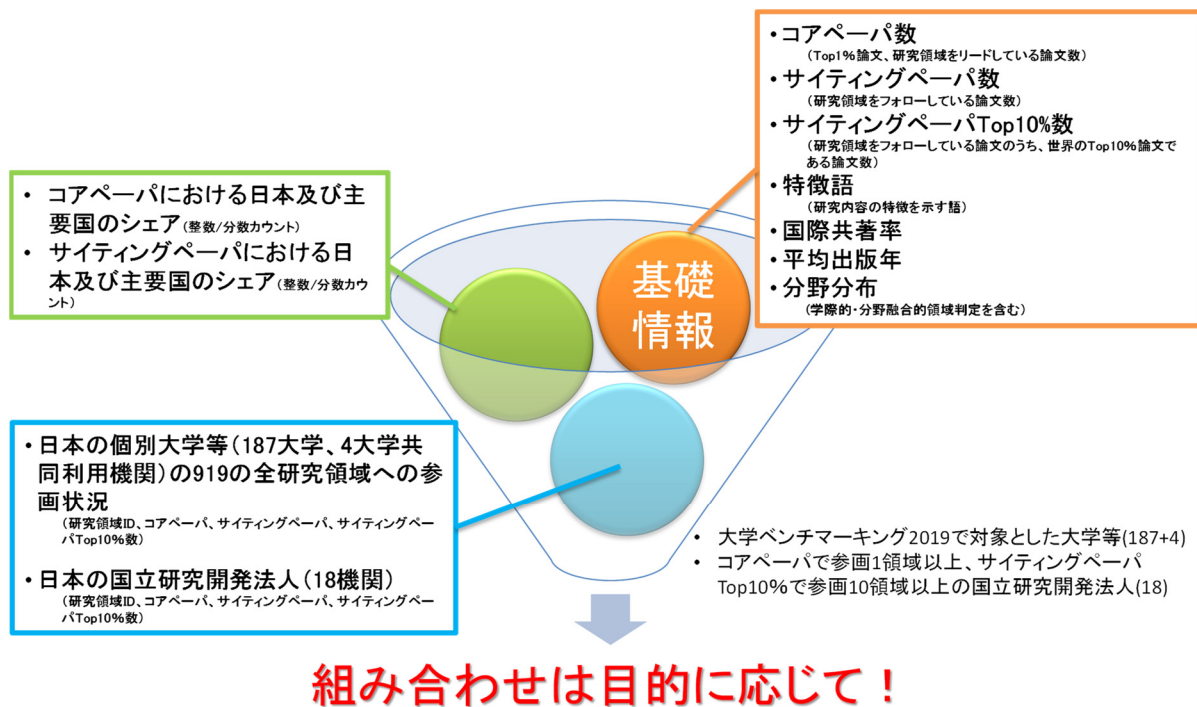 ・コアペーパ数
（Top1%論文、研究領域をリードしている論文数）
・サイティングペーパ数
（研究領域をフォローしている論文数）
・サイティングペーパTop10%数
（研究領域をフォローしている論文のうち、世界のTop10%論文で
ある論文数）
・特徴語
（研究内容の特徴を示す語）
・国際共著率
・平均出版年
・分野分布
（学際的・分野融合的領域判定を含む）
• コアペーパにおける日本及び主
要国のシェア(整数/分数カウント)
• サイティングペーパにおける日
本及び主要国のシェア(整数/分数カウ
ント)
基礎
情報
・日本の個別大学等（187大学、4大学共
同利用機関）の919の全研究領域への参
画状況
（研究領域ID、コアペーパ、サイティングペーパ、サイティングペー
パTop10%数）
・日本の国立研究開発法人（18機関）
（研究領域ID、コアペーパ、サイティングペーパ、サイティングペー
パTop10%数）
• 大学ベンチマーキング2019で対象とした大学等(187+4)
• コアペーパで参画1領域以上、サイティングペーパ
Top10%で参画10領域以上の国立研究開発法人(18)
組み合わせは目的に応じて！